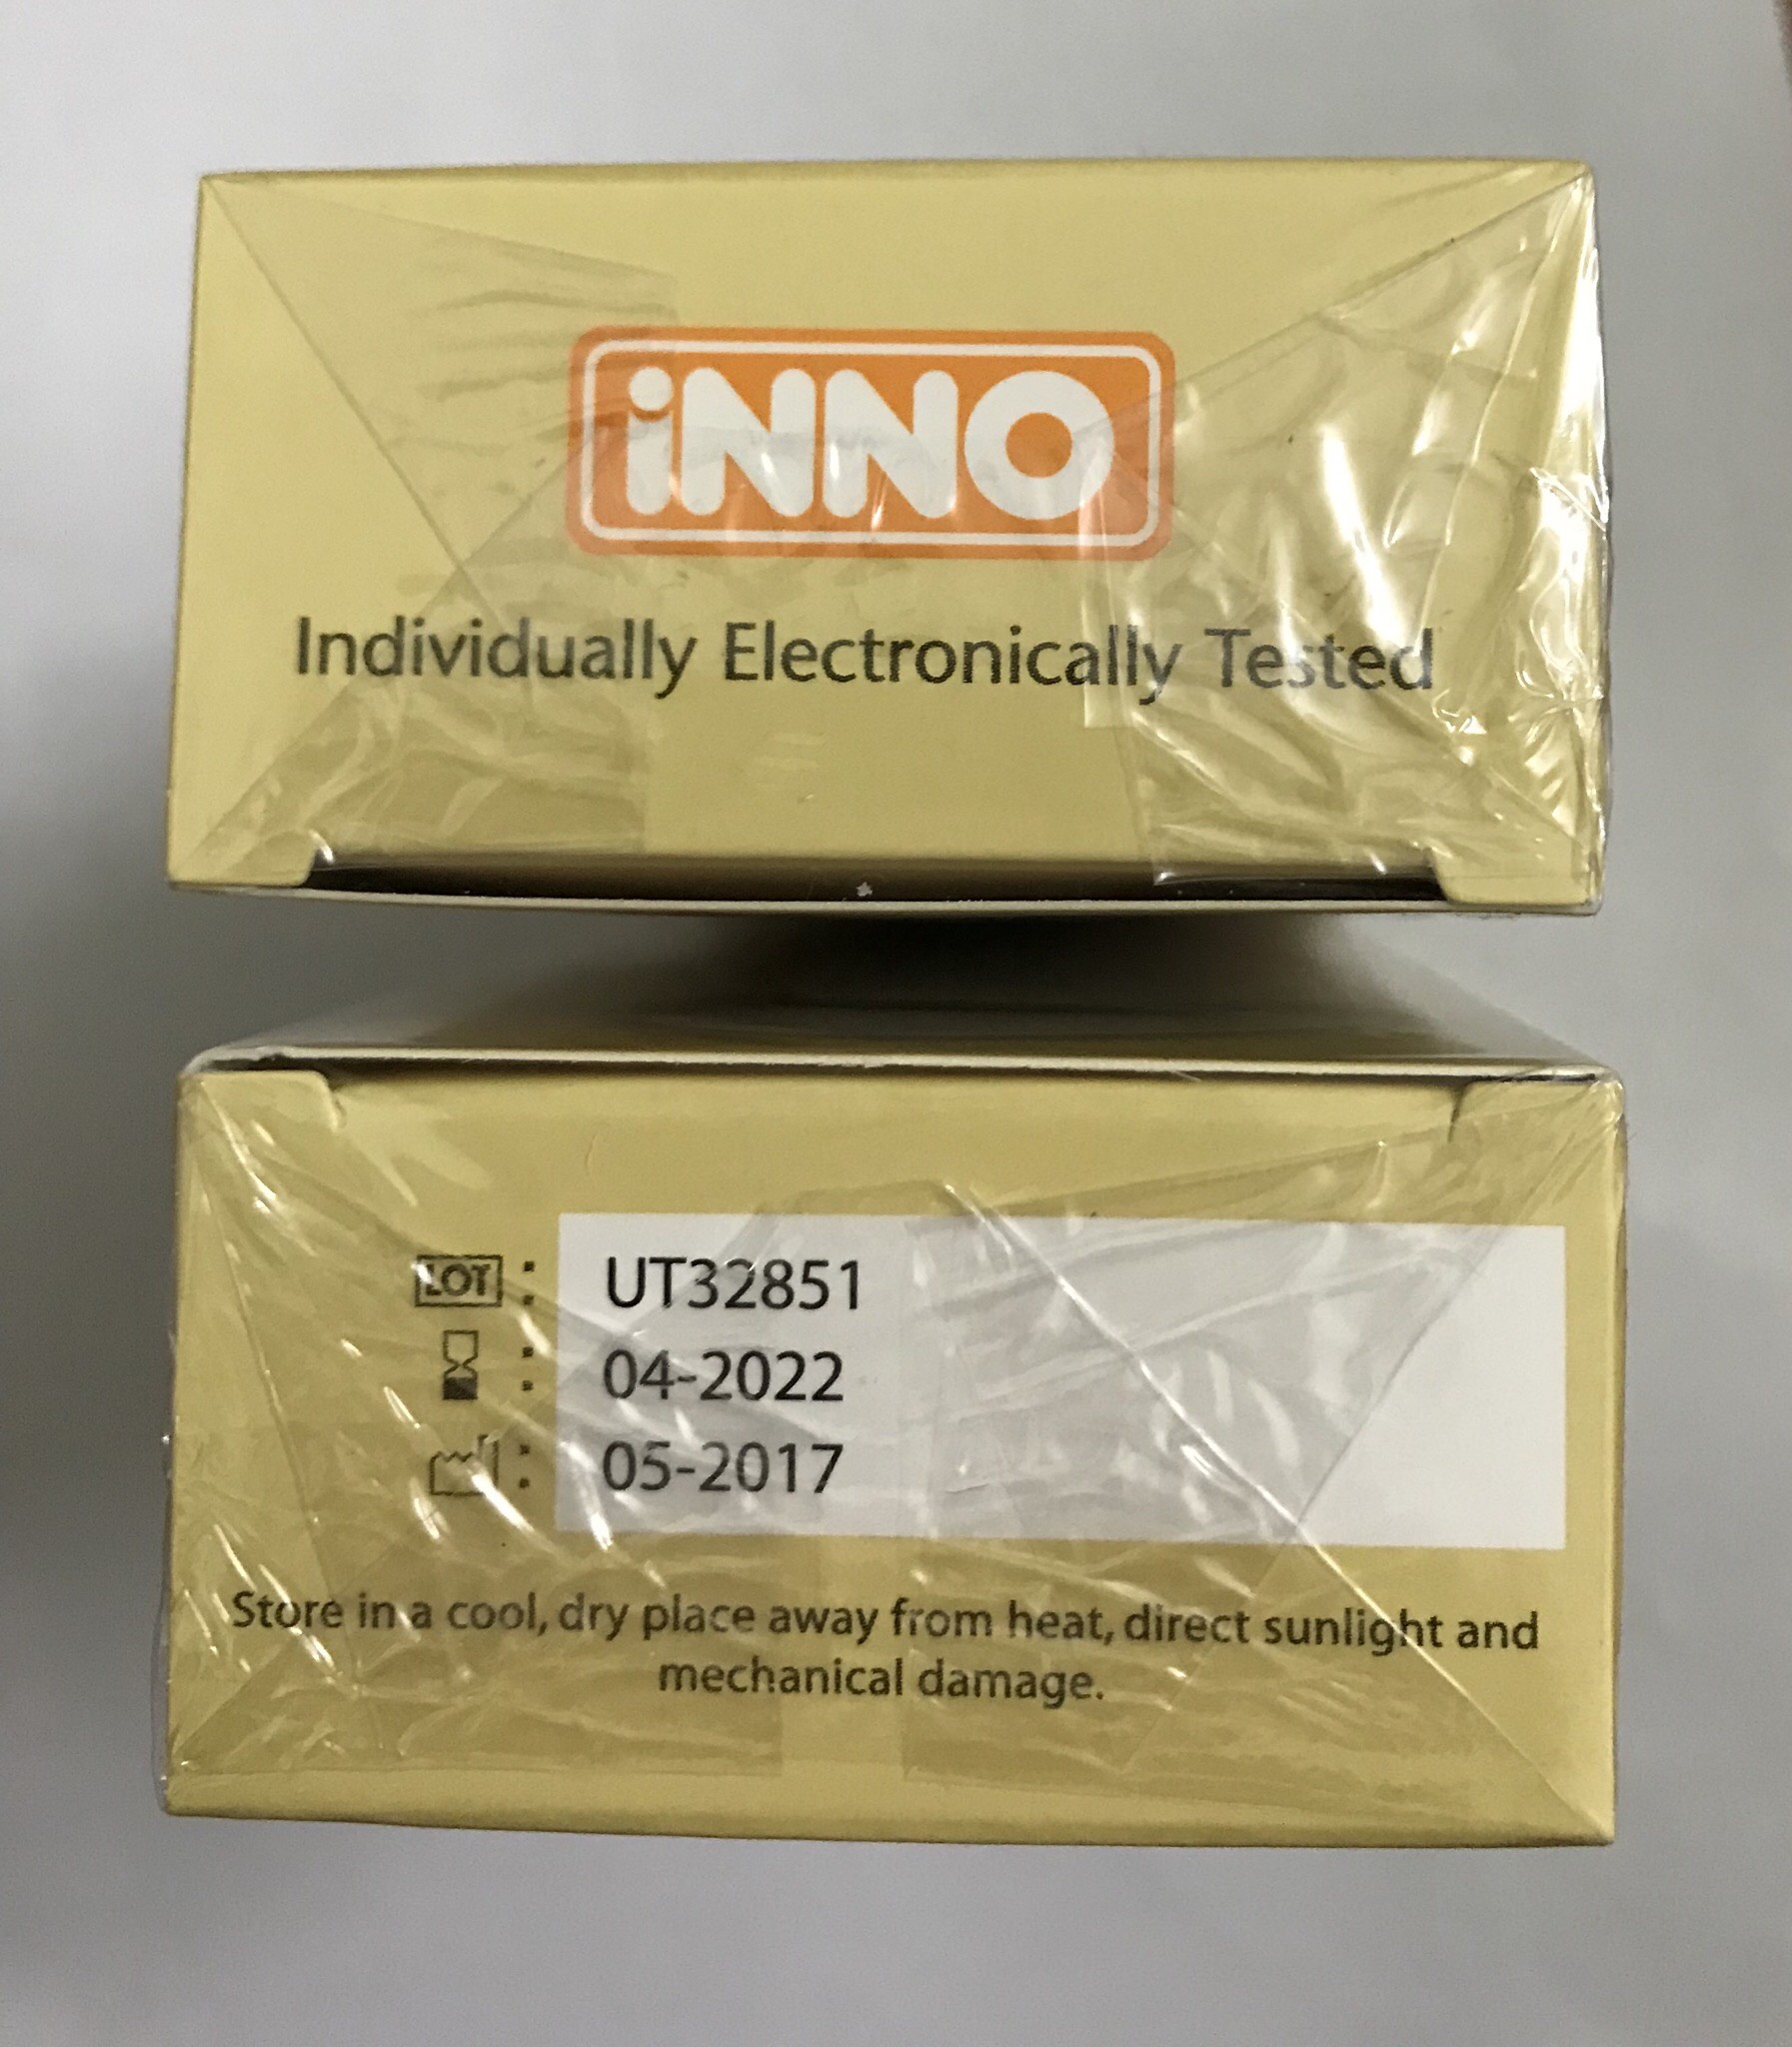 iNNO
Individually Electronically Tested
LOT : UT32851
: 04-2022
: 05-2017
Store in a cool, dry place away from heat, direct sunlight and
mechanical damage.